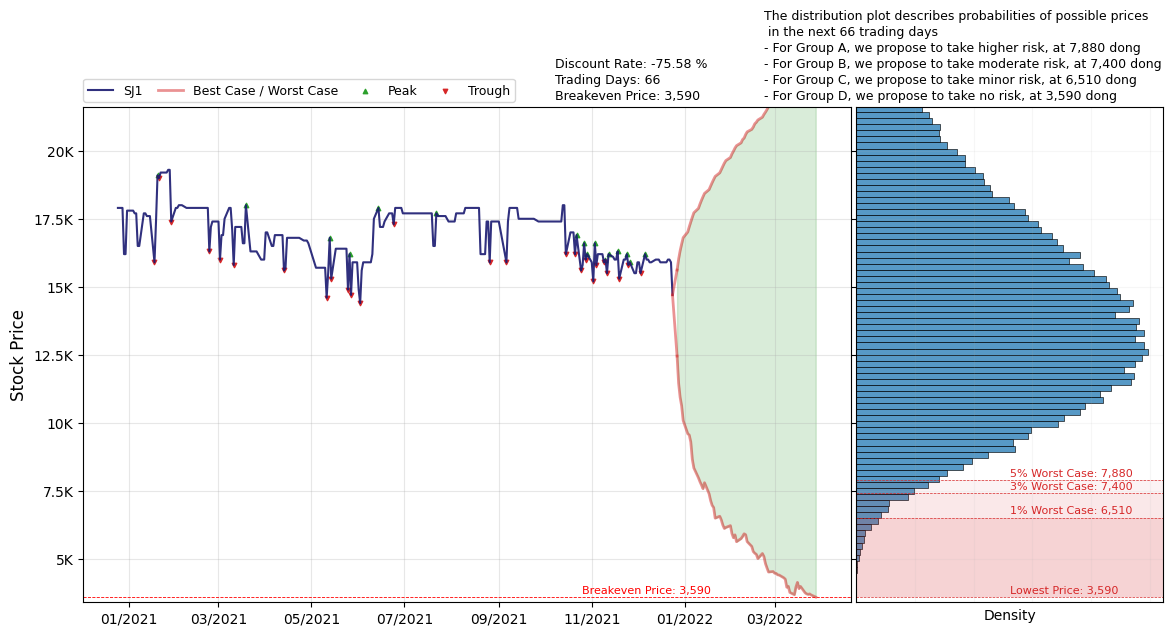 The distribution plot describes probabilities of possible prices
in the next 66 trading days
- For Group A, we propose to take higher risk, at 7,880 dong
- For Group B, we propose to take moderate risk, at 7,400 dong
- For Group C, we propose to take minor risk, at 6,510 dong
- For Group D, we propose to take no risk, at 3,590 dong
Discount Rate: -75.58 %
Trading Days: 66
Breakeven Price: 3,590
SJ1
Best Case / Worst Case
Peak
Trough
Stock Price
20K
17.5K
15K
12.5K
10K
7.5K
5K
Breakeven Price: 3,590
01/2021
03/2021
05/2021
07/2021
09/2021
11/2021
01/2022
03/2022
5% Worst Case: 7,880
3% Worst Case: 7,400
1% Worst Case: 6,510
Lowest Price: 3,590
Density